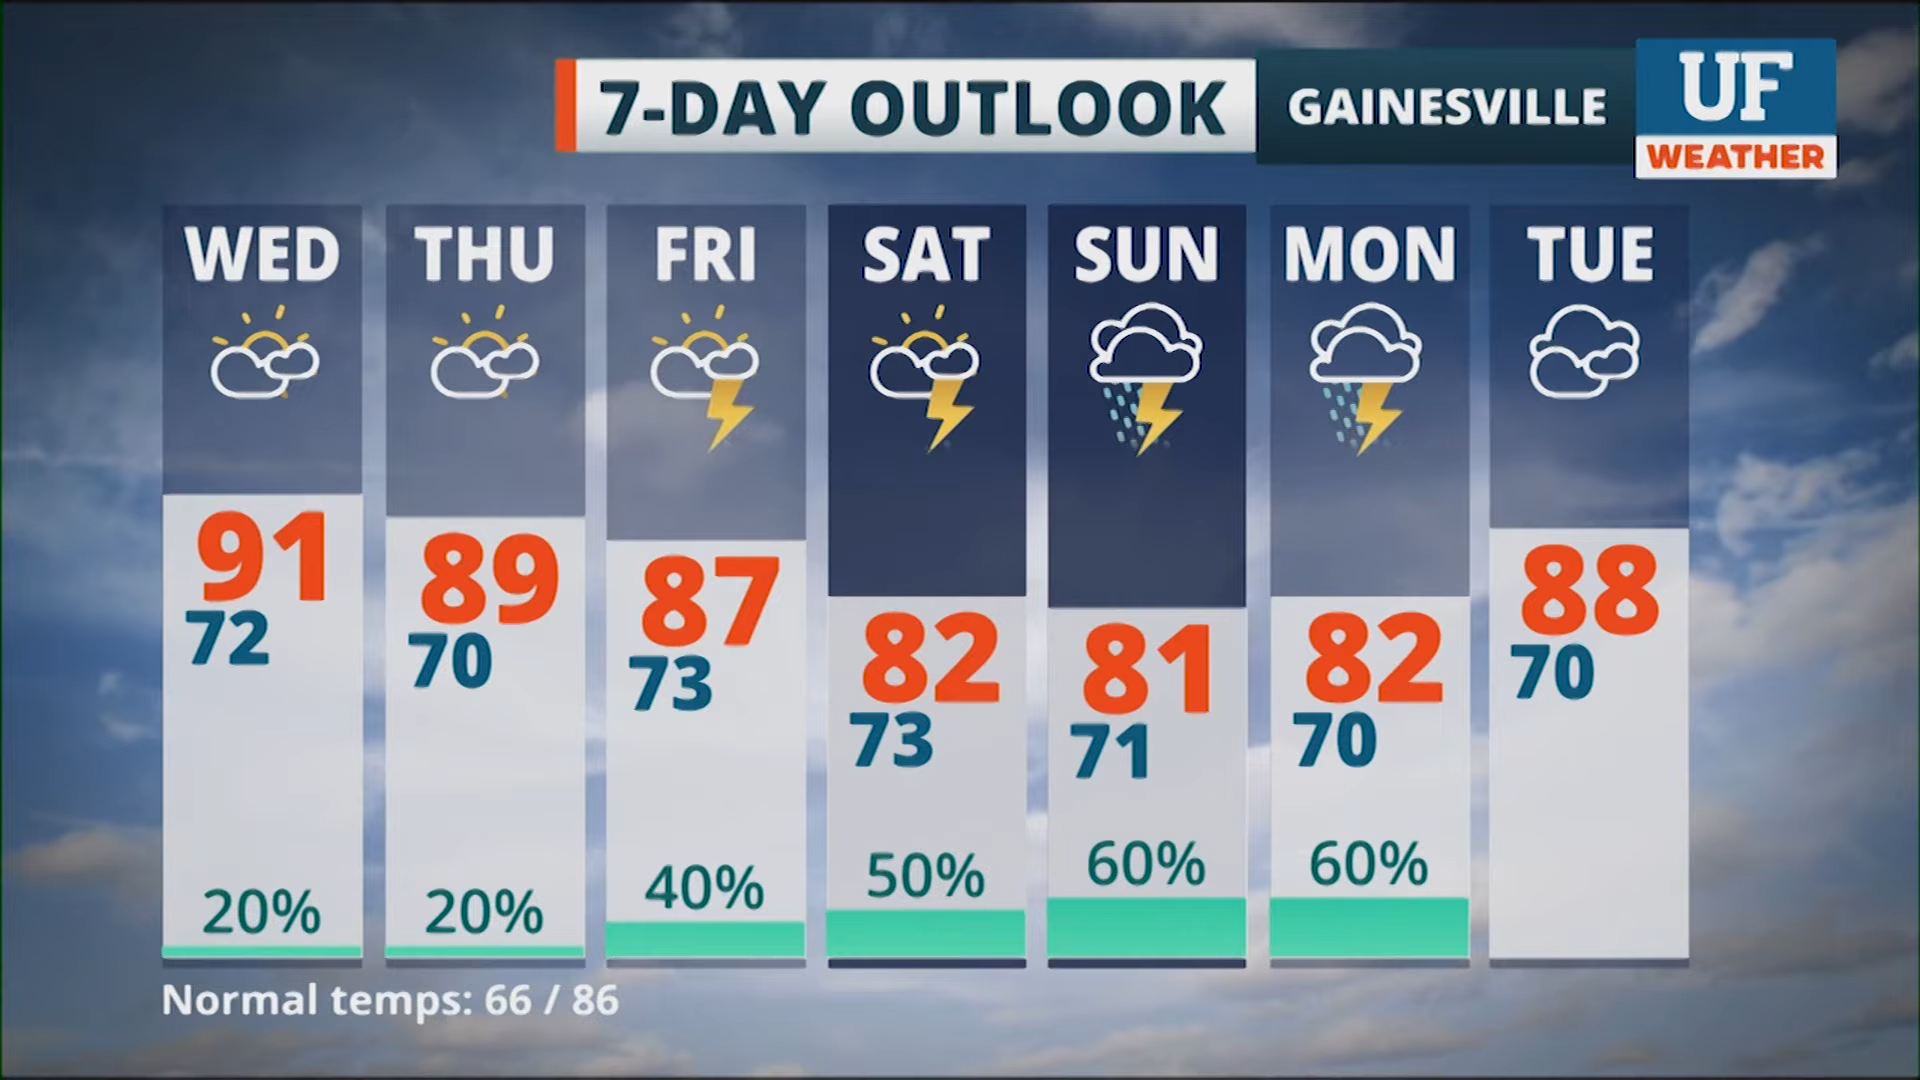 7-DAY OUTLOOK GAINESVILLE UF
WEATHER
WED THU FRI SAT SUN MON TUE
91 89 87 82 81 82 88
72 70 73 73 71 70 70
20% 20% 40% 50% 60% 60%
Normal temps: 66 / 86